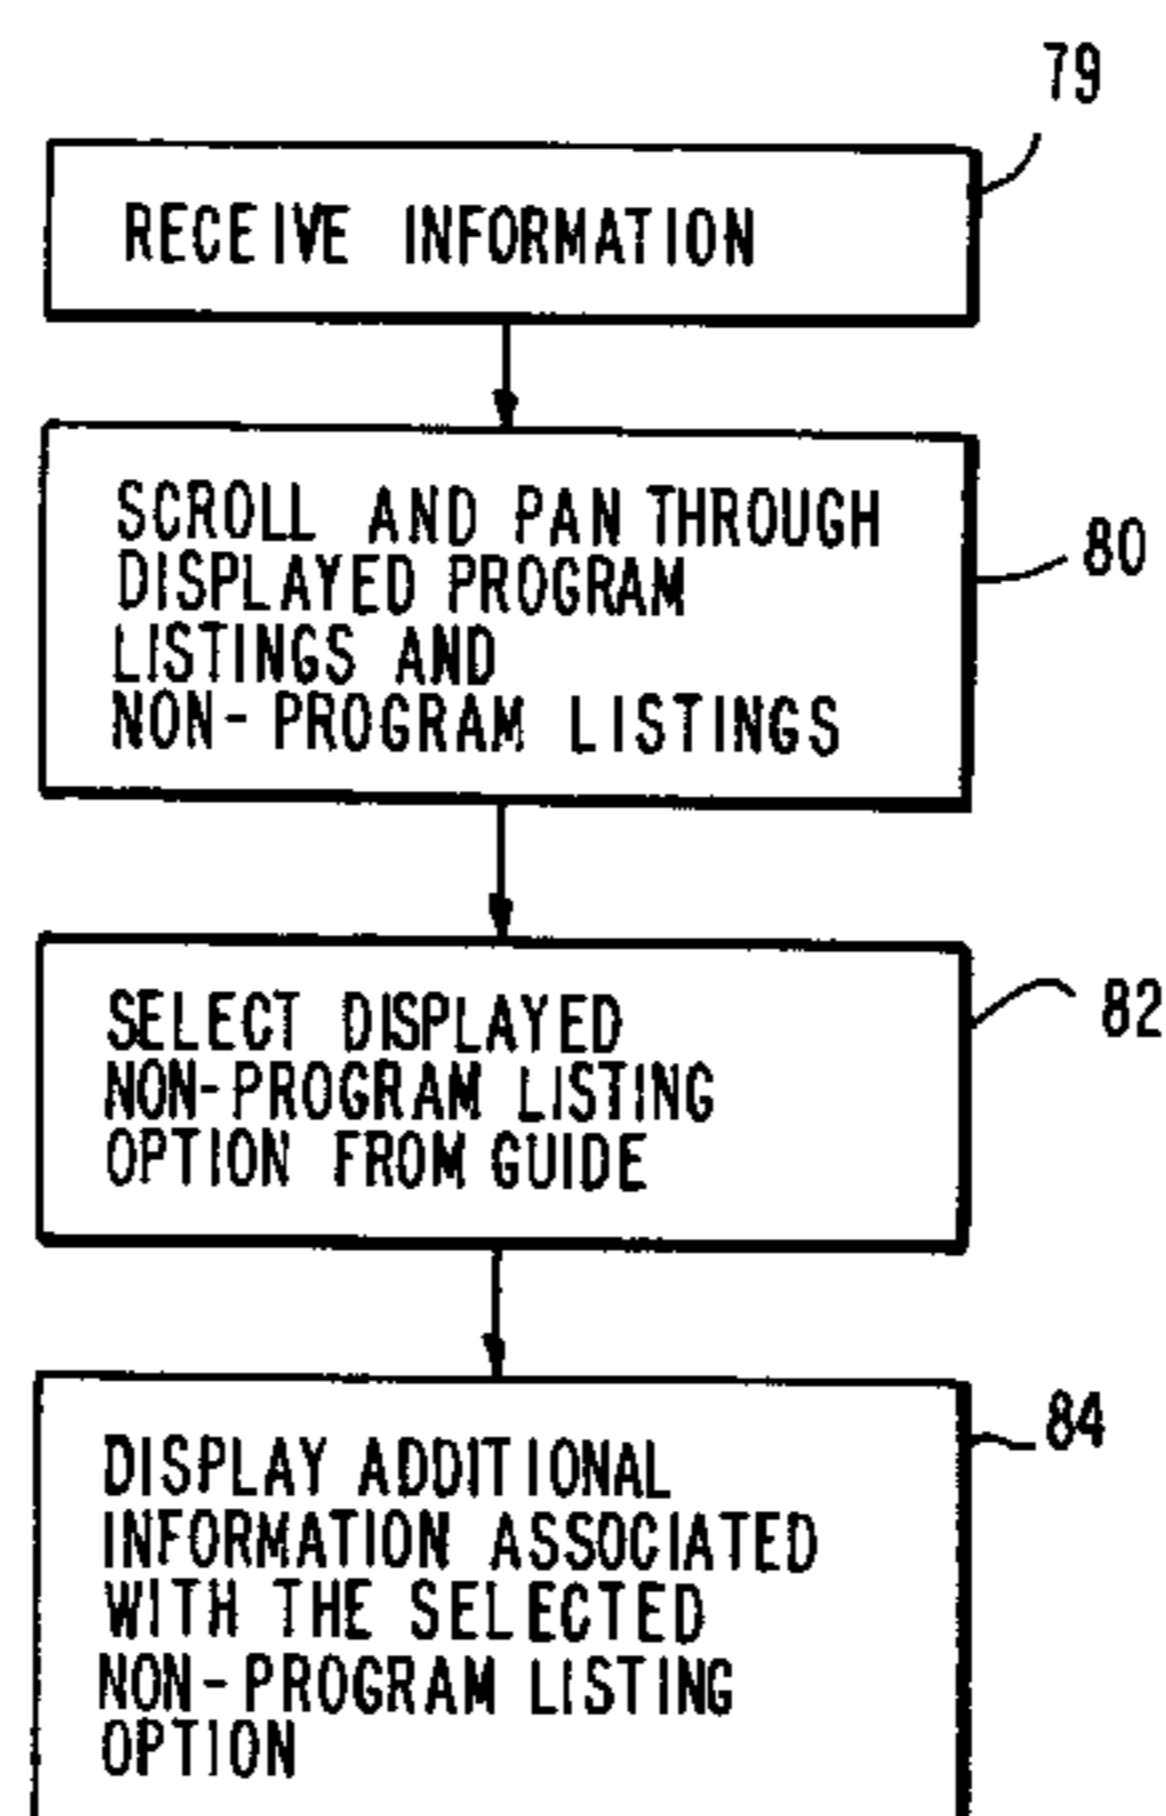 79
RECEIVE INFORMATION
SCROLL AND PAN THROUGH
DISPLAYED PROGRAM
LISTINGS AND
NON-PROGRAM LISTINGS
80
SELECT DISPLAYED
NON-PROGRAM LISTING
OPTION FROM GUIDE
82
DISPLAY ADDITIONAL
INFORMATION ASSOCIATED
WITH THE SELECTED
NON-PROGRAM LISTING
OPTION
84